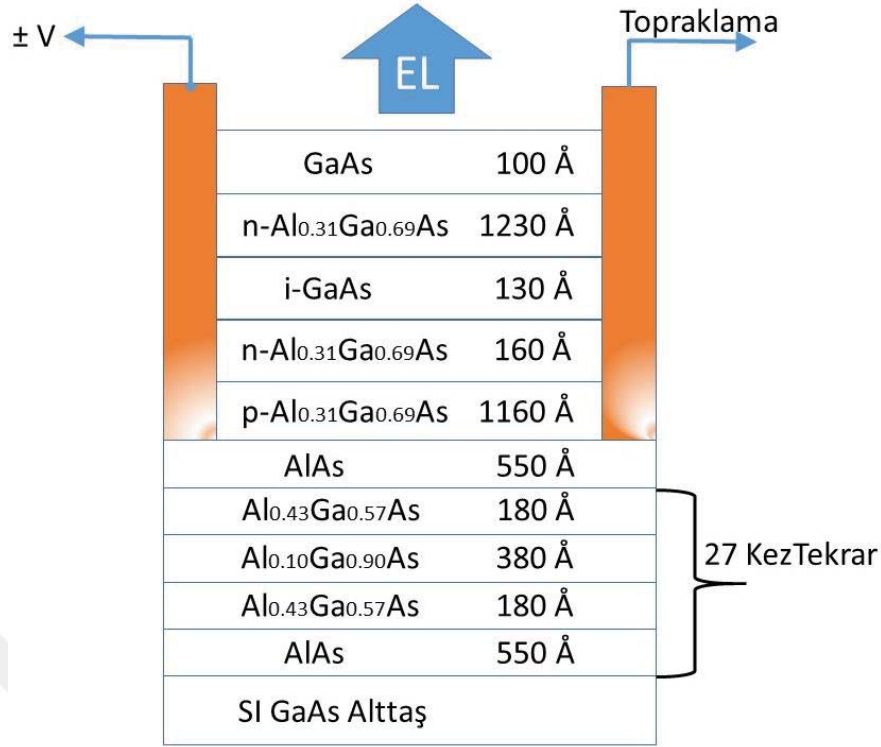 ± V
Topraklama
EL
GaAs 100 Å
n-Al0.31Ga0.69As 1230 Å
i-GaAs 130 Å
n-Al0.31Ga0.69As 160 Å
p-Al0.31Ga0.69As 1160 Å
AlAs 550 Å
Al0.43Ga0.57As 180 Å
Al0.10Ga0.90As 380 Å
27 KezTekrar
Al0.43Ga0.57As 180 Å
AlAs 550 Å
SI GaAs Alttaş